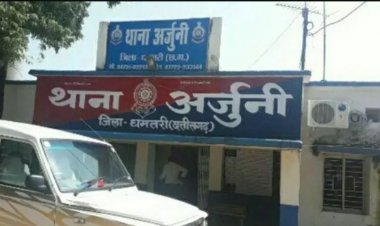 थाना अर्जुनी
जिला-धमतरी (छ.ग.)
थाना अर्जुनी
जिला-धमतरी(छत्तीसगढ़)